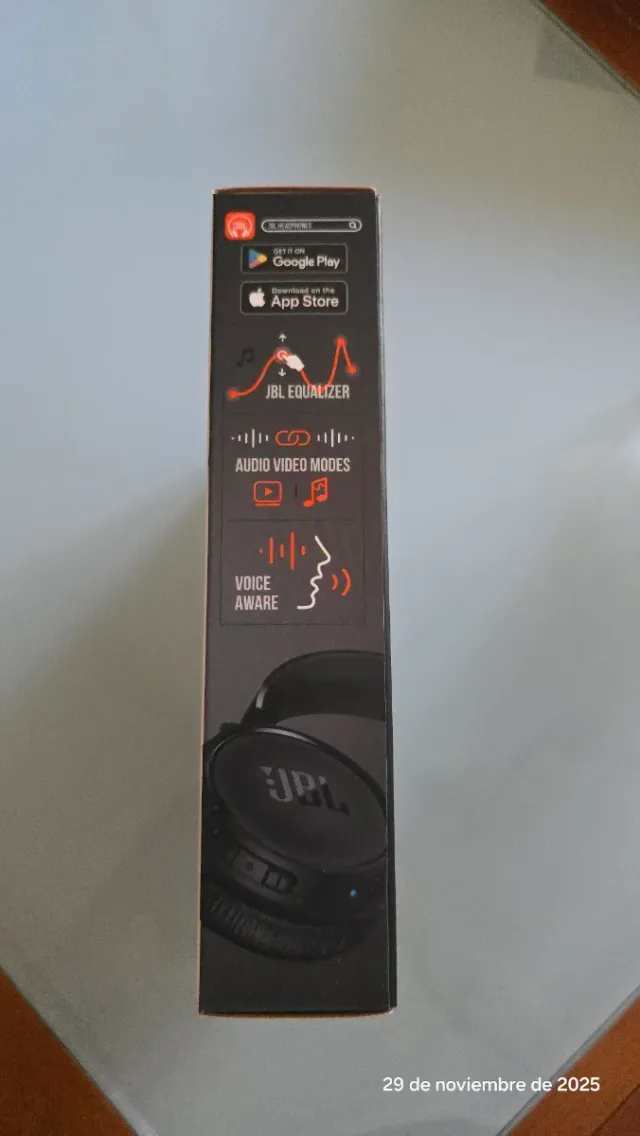 JBL HEADPHONES
GET IT ON
Google Play
Download on the
App Store
JBL EQUALIZER
AUDIO VIDEO MODES
VOICE
AWARE
JBL
29 de noviembre de 2025